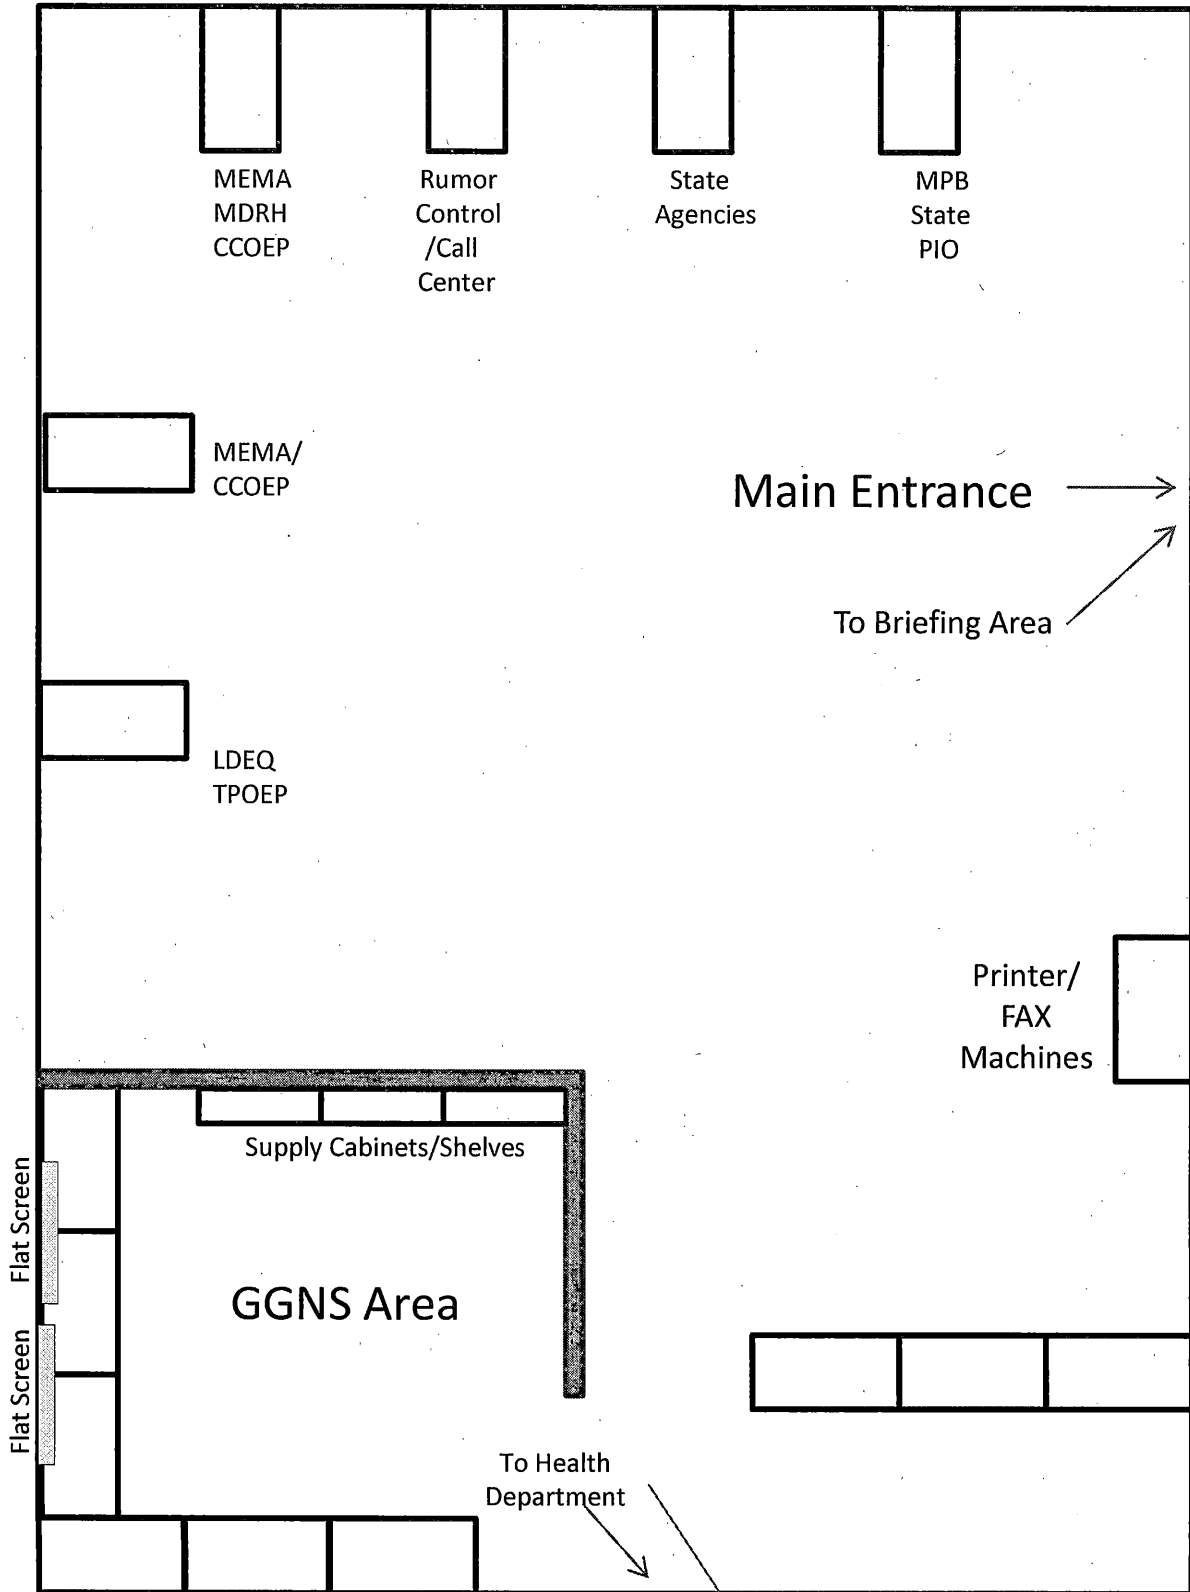 MEMA
MDRH
CCOEP
Rumor
Control
/Call
Center
State
Agencies
MPB
State
PIO
MEMA/
CCOEP
Main Entrance
To Briefing Area
LDEQ
TPOEP
Printer/
FAX
Machines
Supply Cabinets/Shelves
Flat Screen
GGNS Area
Flat Screen
To Health
Department